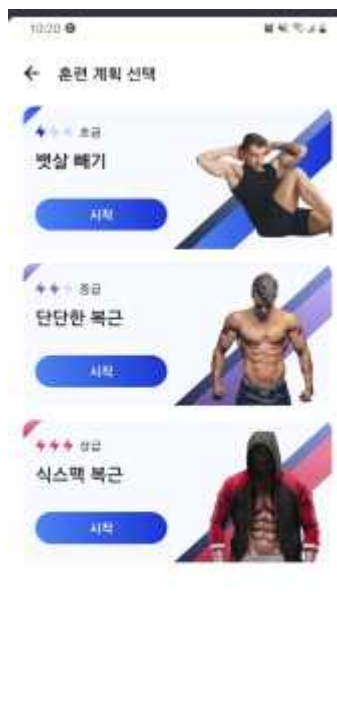 10:20
훈련 계획 선택
초급
뱃살 빼기
시작
중급
단단한 복근
시작
상급
식스팩 복근
시작